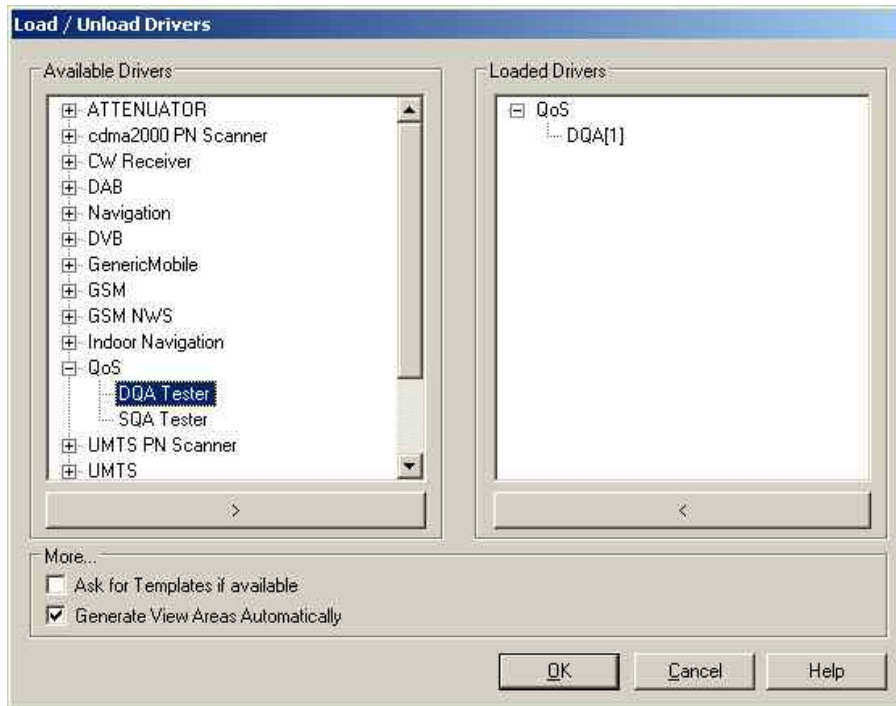 Load / Unload Drivers
Available Drivers
ATTENUATOR
cdma2000 PN Scanner
CW Receiver
DAB
Navigation
DVB
GenericMobile
GSM
GSM NWS
Indoor Navigation
QoS
DQA Tester
SQA Tester
UMTS PN Scanner
UMTS
>
Loaded Drivers
QoS
DQA[1]
<
More...
Ask for Templates if available
Generate View Areas Automatically
OK
Cancel
Help